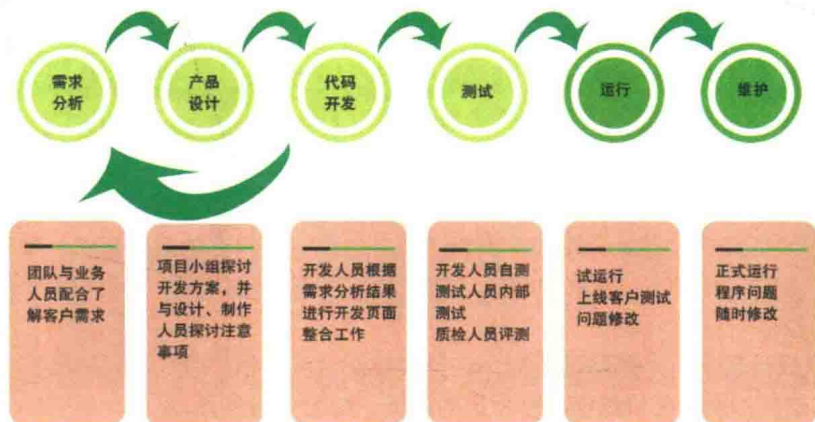 需求
分析
产品
设计
代码
开发
测试
运行
维护
团队与业务
人员配合了
解客户需求
项目小组探讨
开发方案，并
与设计、制作
人员探讨注意
事项
开发人员根据
需求分析结果
进行开发页面
整合工作
开发人员自测
测试人员内部
测试
质检人员评测
试运行
上线客户测试
问题修改
正式运行
程序问题
随时修改